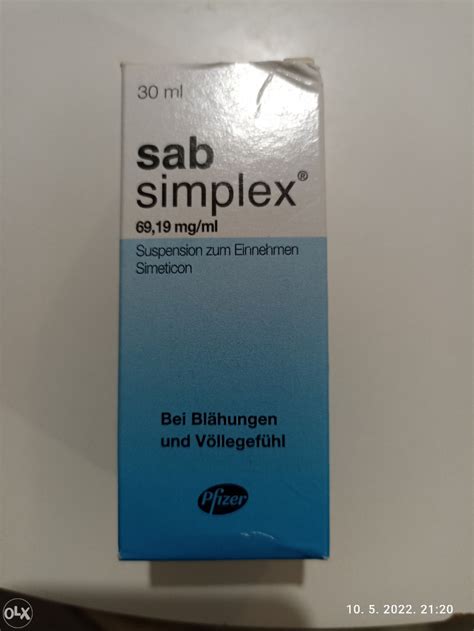 30 ml
sab
simplex®
69,19 mg/ml
Suspension zum Einnehmen
Simeticon
Bei Blähungen
und Völlegefühl
Pfizer
OLX
10. 5. 2022. 21:20